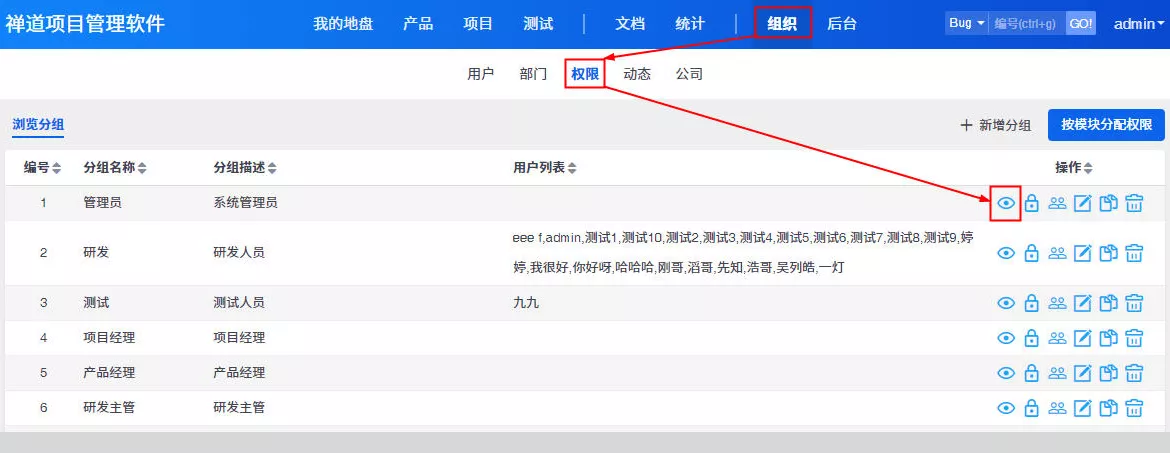 禅道项目管理软件 我的地盘 产品 项目 测试 文档 统计 组织 后台 Bug 编号(ctrl+g) GO! admin
用户 部门 权限 动态 公司
浏览分组 新增分组 按模块分配权限
编号 分组名称 分组描述 用户列表 操作
1 管理员 系统管理员
2 研发 研发人员 eee f,admin,测试1,测试10,测试2,测试3,测试4,测试5,测试6,测试7,测试8,测试9,婷
婷,我很好,你好呀,哈哈哈,刚哥,滔哥,先知,浩哥,吴列皓,一灯
3 测试 测试人员 九九
4 项目经理 项目经理
5 产品经理 产品经理
6 研发主管 研发主管